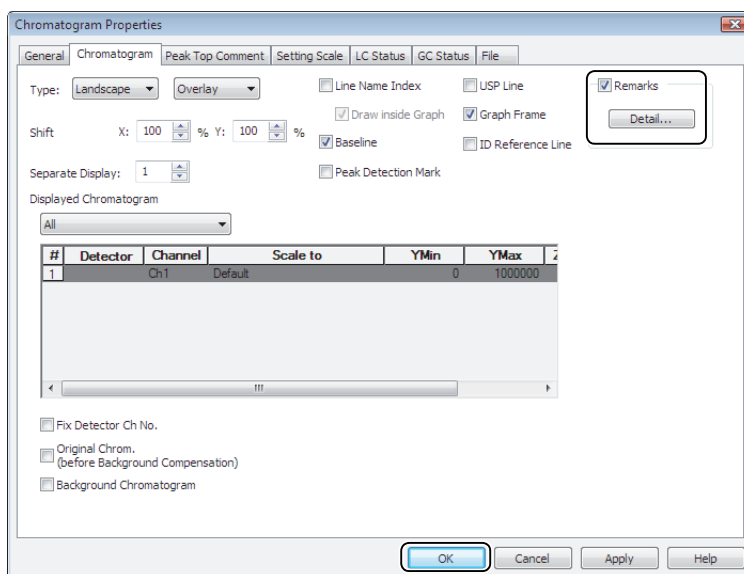 Chromatogram Properties
General Chromatogram Peak Top Comment Setting Scale LC Status GC Status File
Type: Landscape Overlay Line Name Index USP Line Remarks
Draw inside Graph Graph Frame Detail...
Shift X: 100 % Y: 100 % Baseline ID Reference Line
Separate Display: 1 Peak Detection Mark
Displayed Chromatogram
All
# Detector Channel Scale to YMin YMax Z
1 Ch1 Default 0 1000000
Fix Detector Ch No.
Original Chrom.
(before Background Compensation)
Background Chromatogram
OK Cancel Apply Help